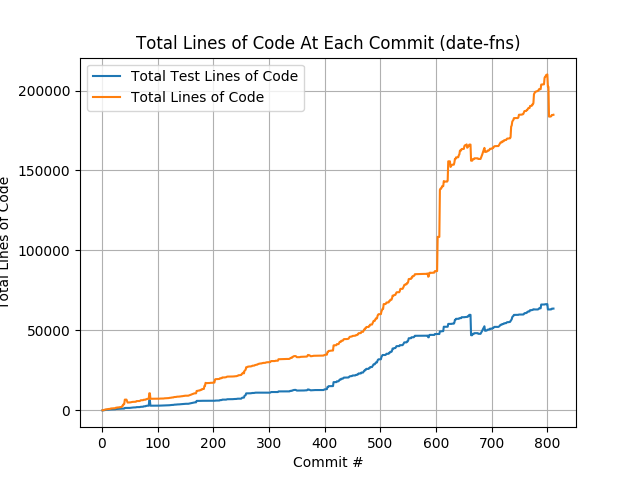 Total Lines of Code At Each Commit (date-fns)
Total Test Lines of Code
Total Lines of Code
200000
150000
100000
50000
0
Total Lines of Code
0 100 200 300 400 500 600 700 800
Commit #